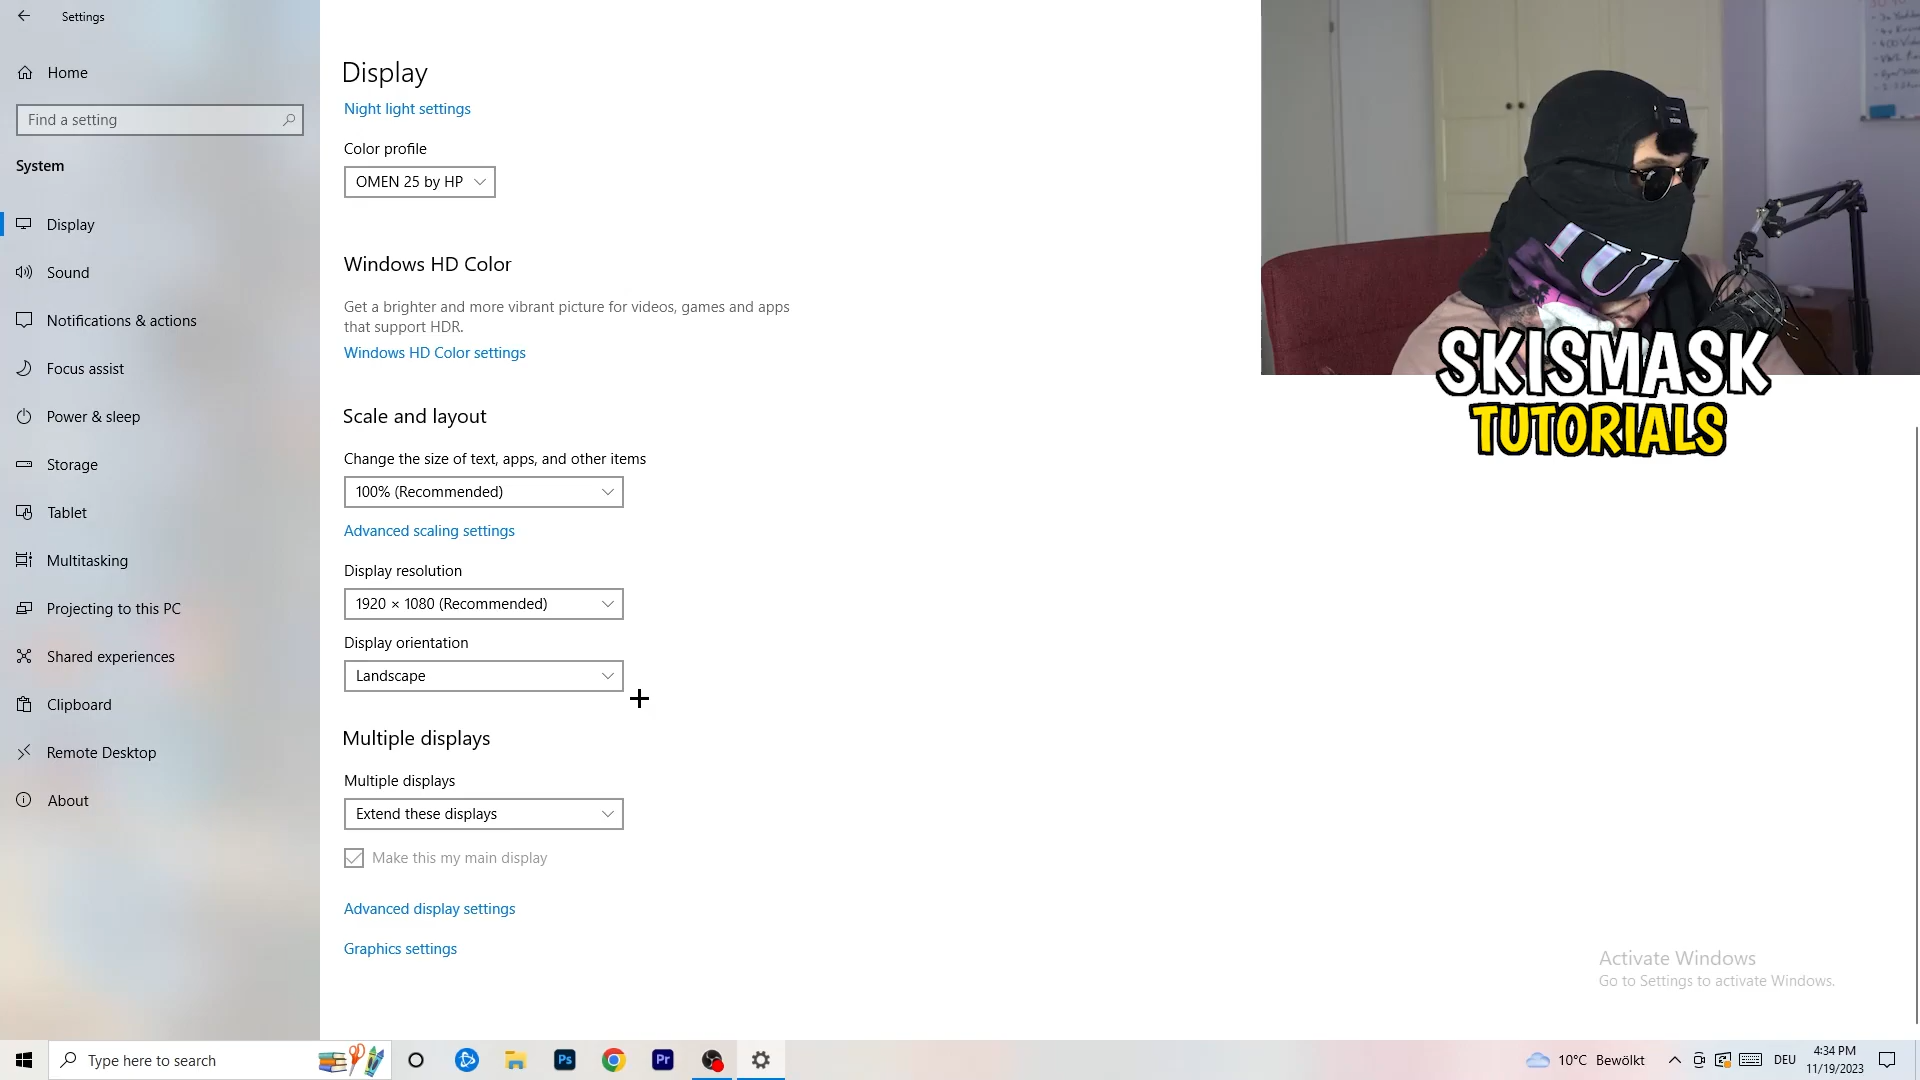 Settings
Home
Find a setting
System
Display
Sound
Notifications & actions
Focus assist
Power & sleep
Storage
Tablet
Multitasking
Projecting to this PC
Shared experiences
Clipboard
Remote Desktop
About
Display
Night light settings
Color profile
OMEN 25 by HP
Windows HD Color
Get a brighter and more vibrant picture for videos, games and apps
that support HDR.
Windows HD Color settings
Scale and layout
Change the size of text, apps, and other items
100% (Recommended)
Advanced scaling settings
Display resolution
1920 × 1080 (Recommended)
Display orientation
Landscape
Multiple displays
Multiple displays
Extend these displays
Make this my main display
Advanced display settings
Graphics settings
SKISMASK
TUTORIALS
Activate Windows
Go to Settings to activate Windows.
Type here to search
Ps
Pr
10°C Bewölkt
DEU
4:34 PM
11/19/2023